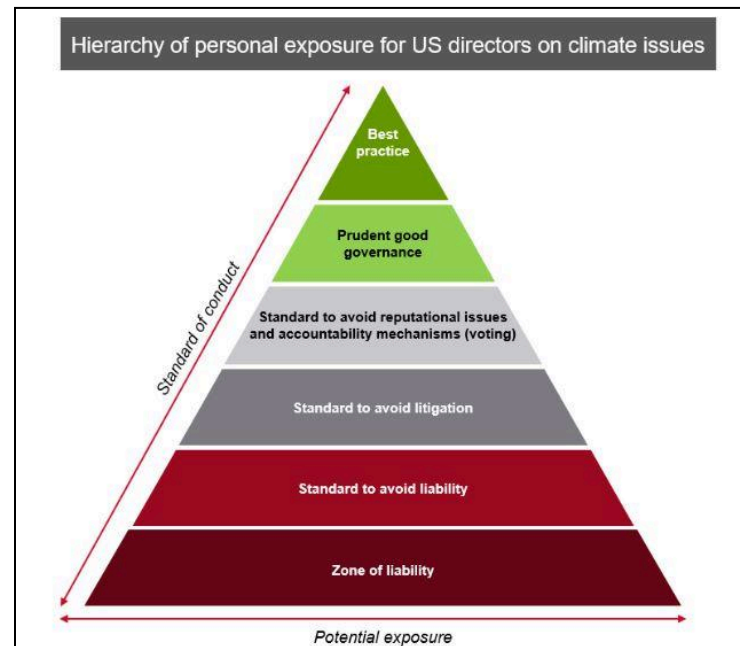 Hierarchy of personal exposure for US directors on climate issues
Best
practice
Prudent good
governance
Standard to avoid reputational issues
and accountability mechanisms (voting)
Standard to avoid litigation
Standard to avoid liability
Zone of liability
Standard of conduct
Potential exposure